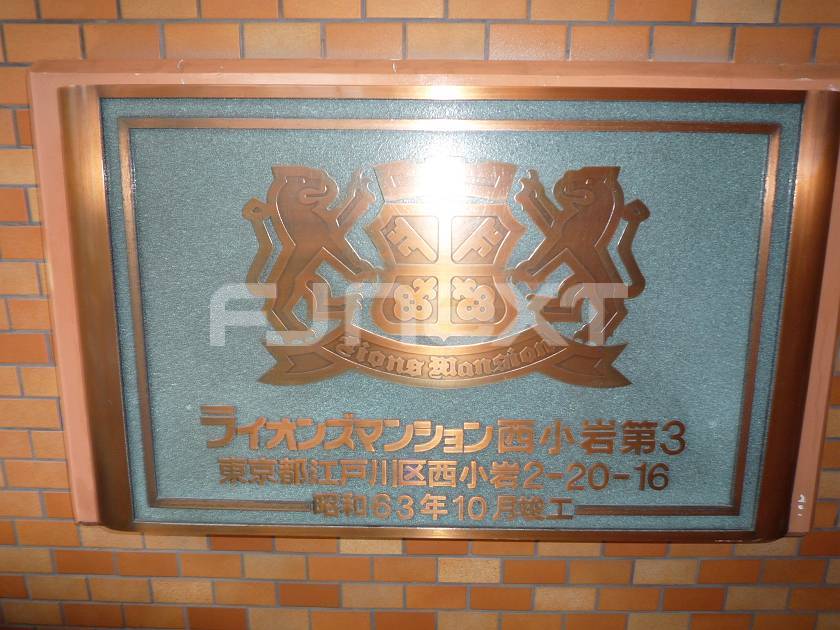 FJNEXT
Lions Mansion
ライオンズマンション西小岩第3
東京都江戸川区西小岩2-20-16
昭和63年10月竣工